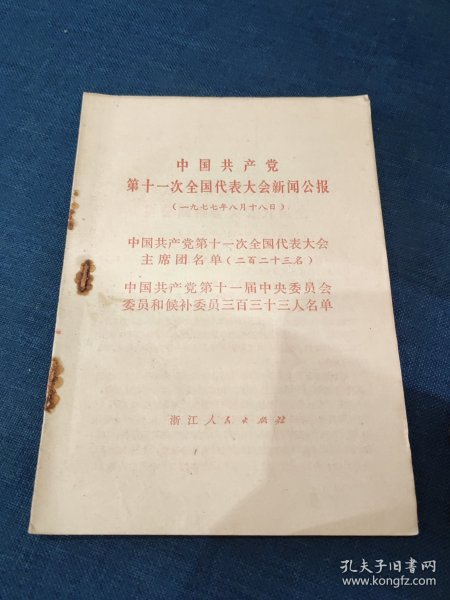 中国共产党
第十一次全国代表大会新闻公报
(一九七七年八月十八日)
中国共产党第十一次全国代表大会
主席团名单(二百二十三名)
中国共产党第十一届中央委员会
委员和候补委员三百三十三人名单
浙江人民出版社
孔夫子旧书网
www.kongfz.com